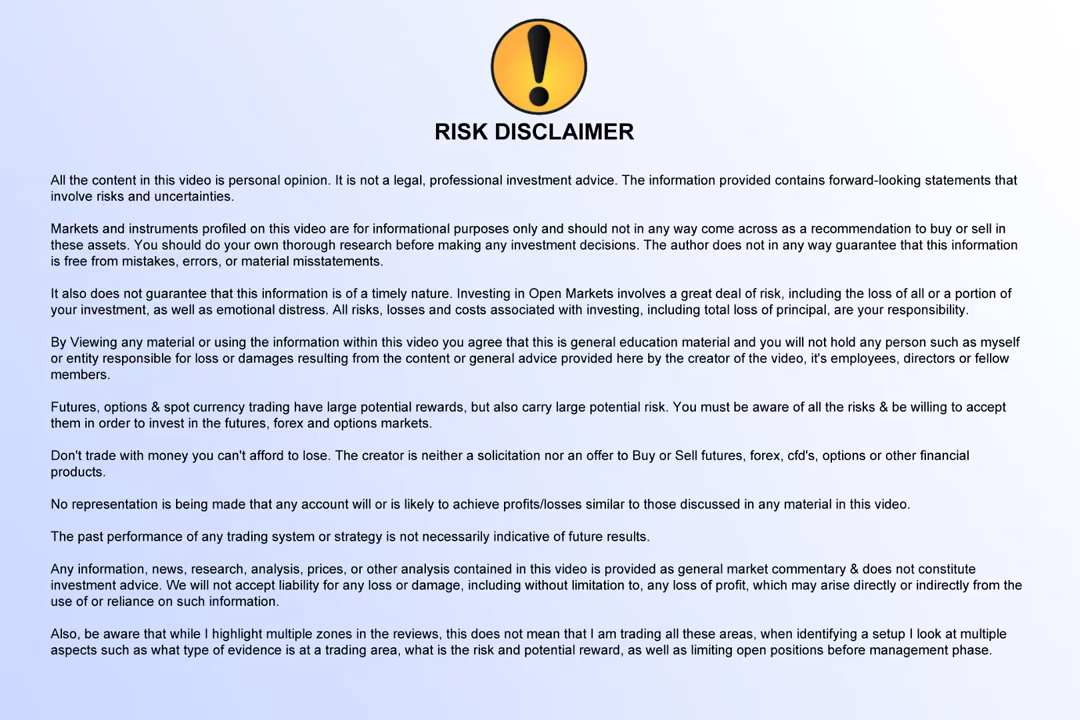 RISK DISCLAIMER
All the content in this video is personal opinion. It is not a legal, professional investment advice. The information provided contains forward-looking statements that
involve risks and uncertainties.
Markets and instruments profiled on this video are for informational purposes only and should not in any way come across as a recommendation to buy or sell in
these assets. You should do your own thorough research before making any investment decisions. The author does not in any way guarantee that this information
is free from mistakes, errors, or material misstatements.
It also does not guarantee that this information is of a timely nature. Investing in Open Markets involves a great deal of risk, including the loss of all or a portion of
your investment, as well as emotional distress. All risks, losses and costs associated with investing, including total loss of principal, are your responsibility.
By Viewing any material or using the information within this video you agree that this is general education material and you will not hold any person such as myself
or entity responsible for loss or damages resulting from the content or general advice provided here by the creator of the video, it's employees, directors or fellow
members.
Futures, options & spot currency trading have large potential rewards, but also carry large potential risk. You must be aware of all the risks & be willing to accept
them in order to invest in the futures, forex and options markets.
Don't trade with money you can't afford to lose. The creator is neither a solicitation nor an offer to Buy or Sell futures, forex, cfd's, options or other financial
products.
No representation is being made that any account will or is likely to achieve profits/losses similar to those discussed in any material in this video.
The past performance of any trading system or strategy is not necessarily indicative of future results.
Any information, news, research, analysis, prices, or other analysis contained in this video is provided as general market commentary & does not constitute
investment advice. We will not accept liability for any loss or damage, including without limitation to, any loss of profit, which may arise directly or indirectly from the
use of or reliance on such information.
Also, be aware that while I highlight multiple zones in the reviews, this does not mean that I am trading all these areas, when identifying a setup I look at multiple
aspects such as what type of evidence is at a trading area, what is the risk and potential reward, as well as limiting open positions before management phase.